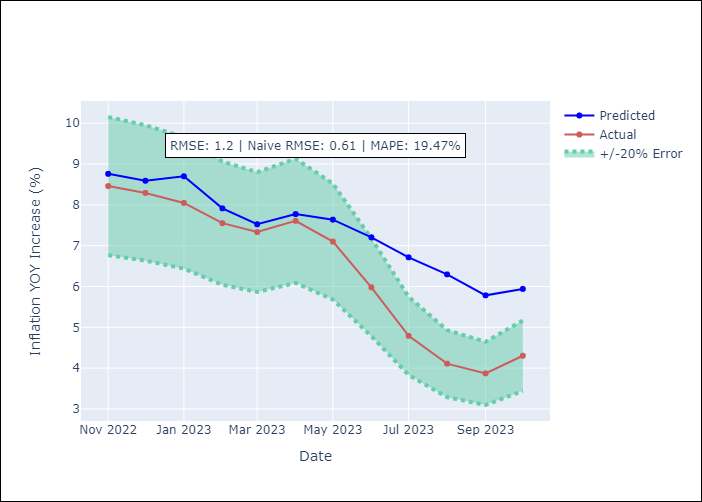 RMSE: 1.2 | Naive RMSE: 0.61 | MAPE: 19.47%
Predicted
Actual
+/-20% Error
Inflation YOY Increase (%)
10
9
8
7
6
5
4
3
Nov 2022 Jan 2023 Mar 2023 May 2023 Jul 2023 Sep 2023
Date